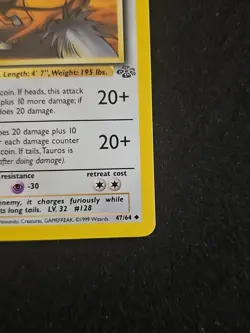 Length: 4' 7", Weight: 195 lbs.
coin. If heads, this attack
plus 10 more damage; if
does 20 damage.
20+
does 20 damage plus 10
or each damage counter
coin. If tails, Tauros is
after doing damage).
20+
resistance
retreat cost
-30
enemy, it charges furiously while
its long tails. LV. 32 #128
Nintendo, Creatures, GAMEFREAK. ©1999 Wizards. 47/64 ◆